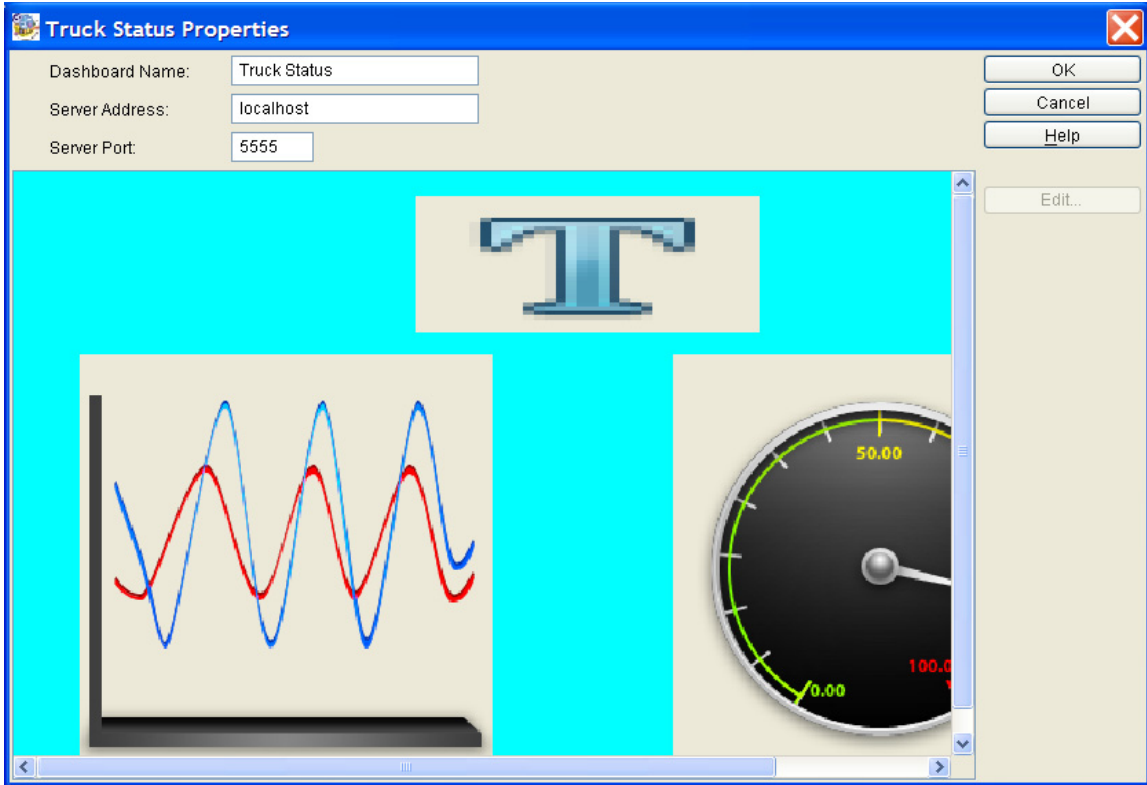 Truck Status Properties
Dashboard Name: Truck Status
OK
Server Address: localhost
Cancel
Server Port: 5555
Help
Edit...
T
50.00
0.00